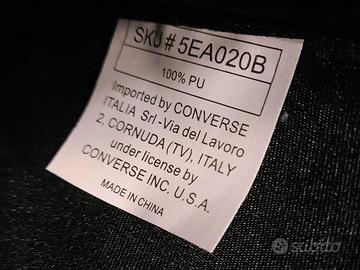 SKU # 5EA020B
100% PU
Imported by CONVERSE
ITALIA Srl - Via del Lavoro
2, CORNUDA (TV), ITALY
under license by
CONVERSE INC. U.S.A.
MADE IN CHINA
subito